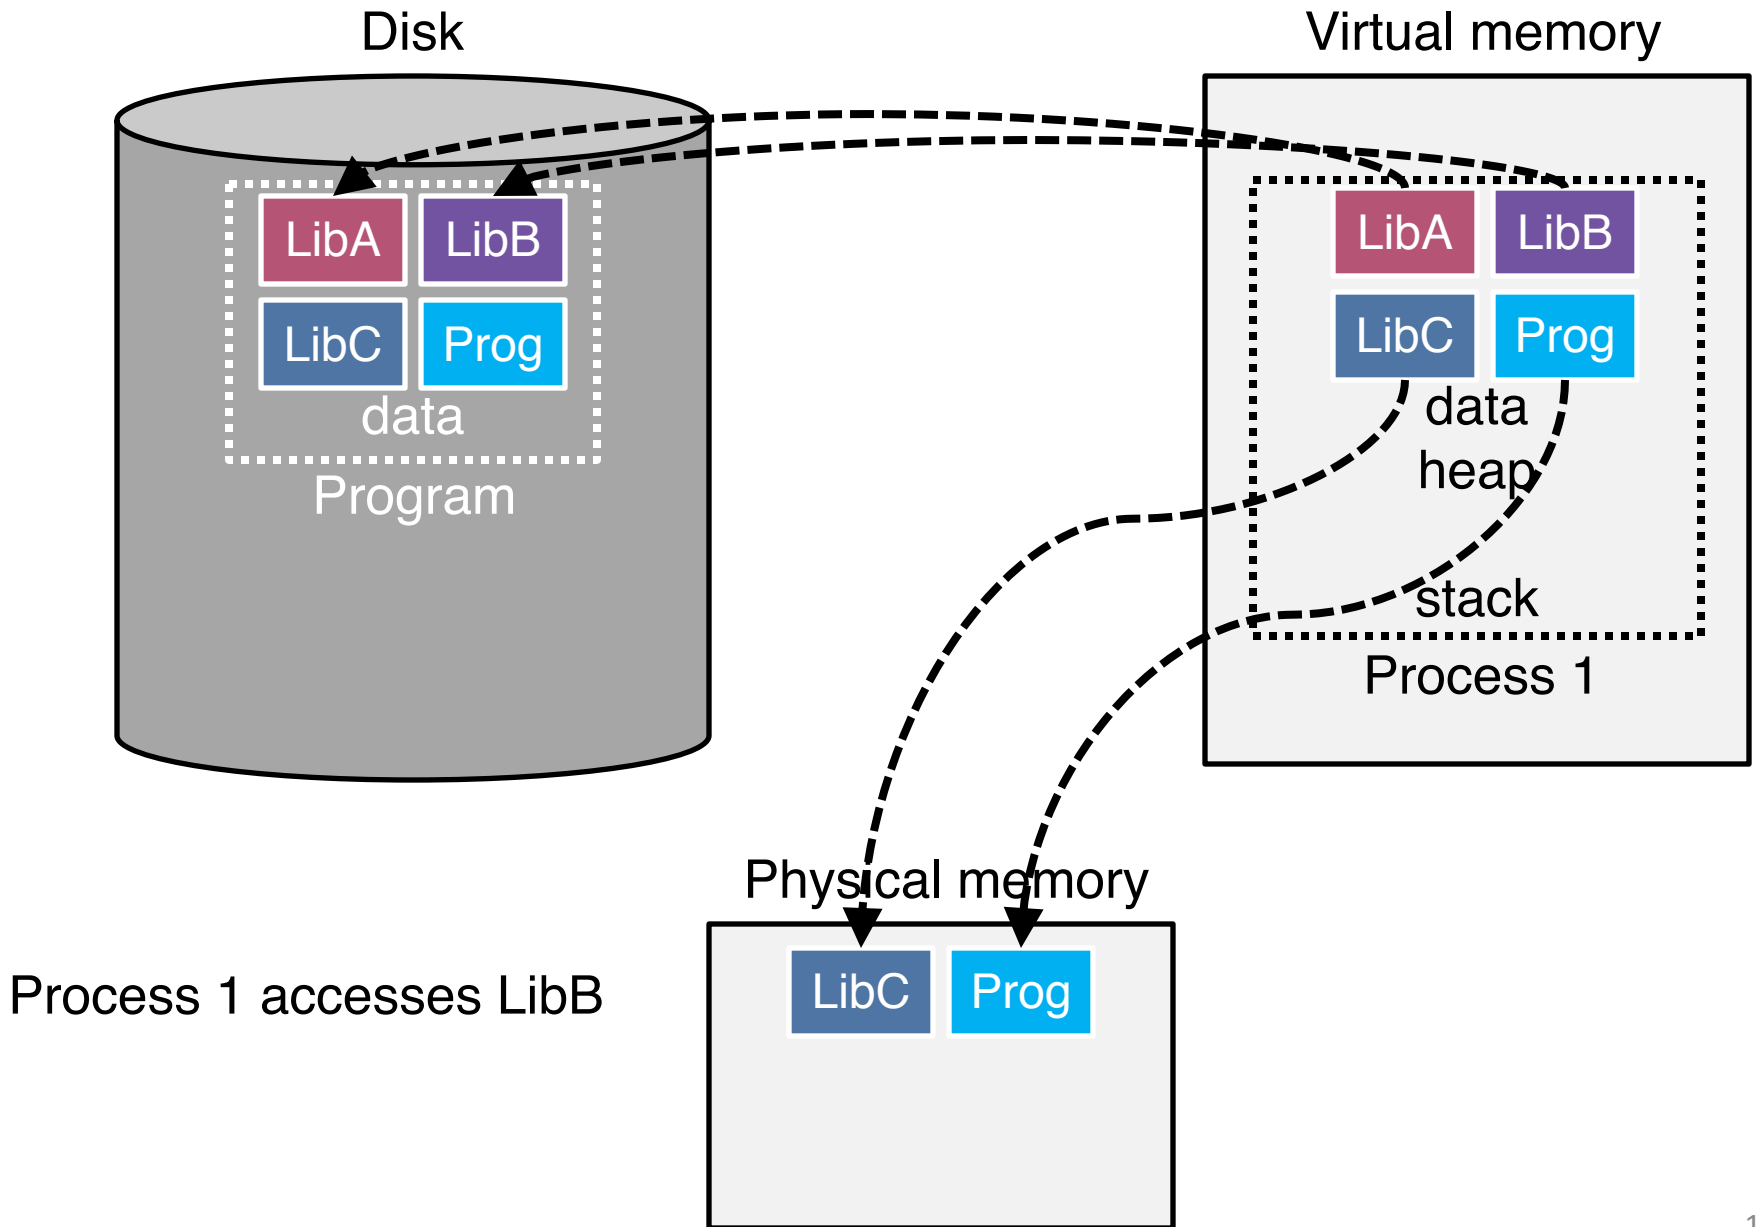 Disk
Virtual memory
LibA LibB
LibC Prog
data
Program
LibA LibB
LibC Prog
data
heap
stack
Process 1
Physical memory
LibC Prog
Process 1 accesses LibB